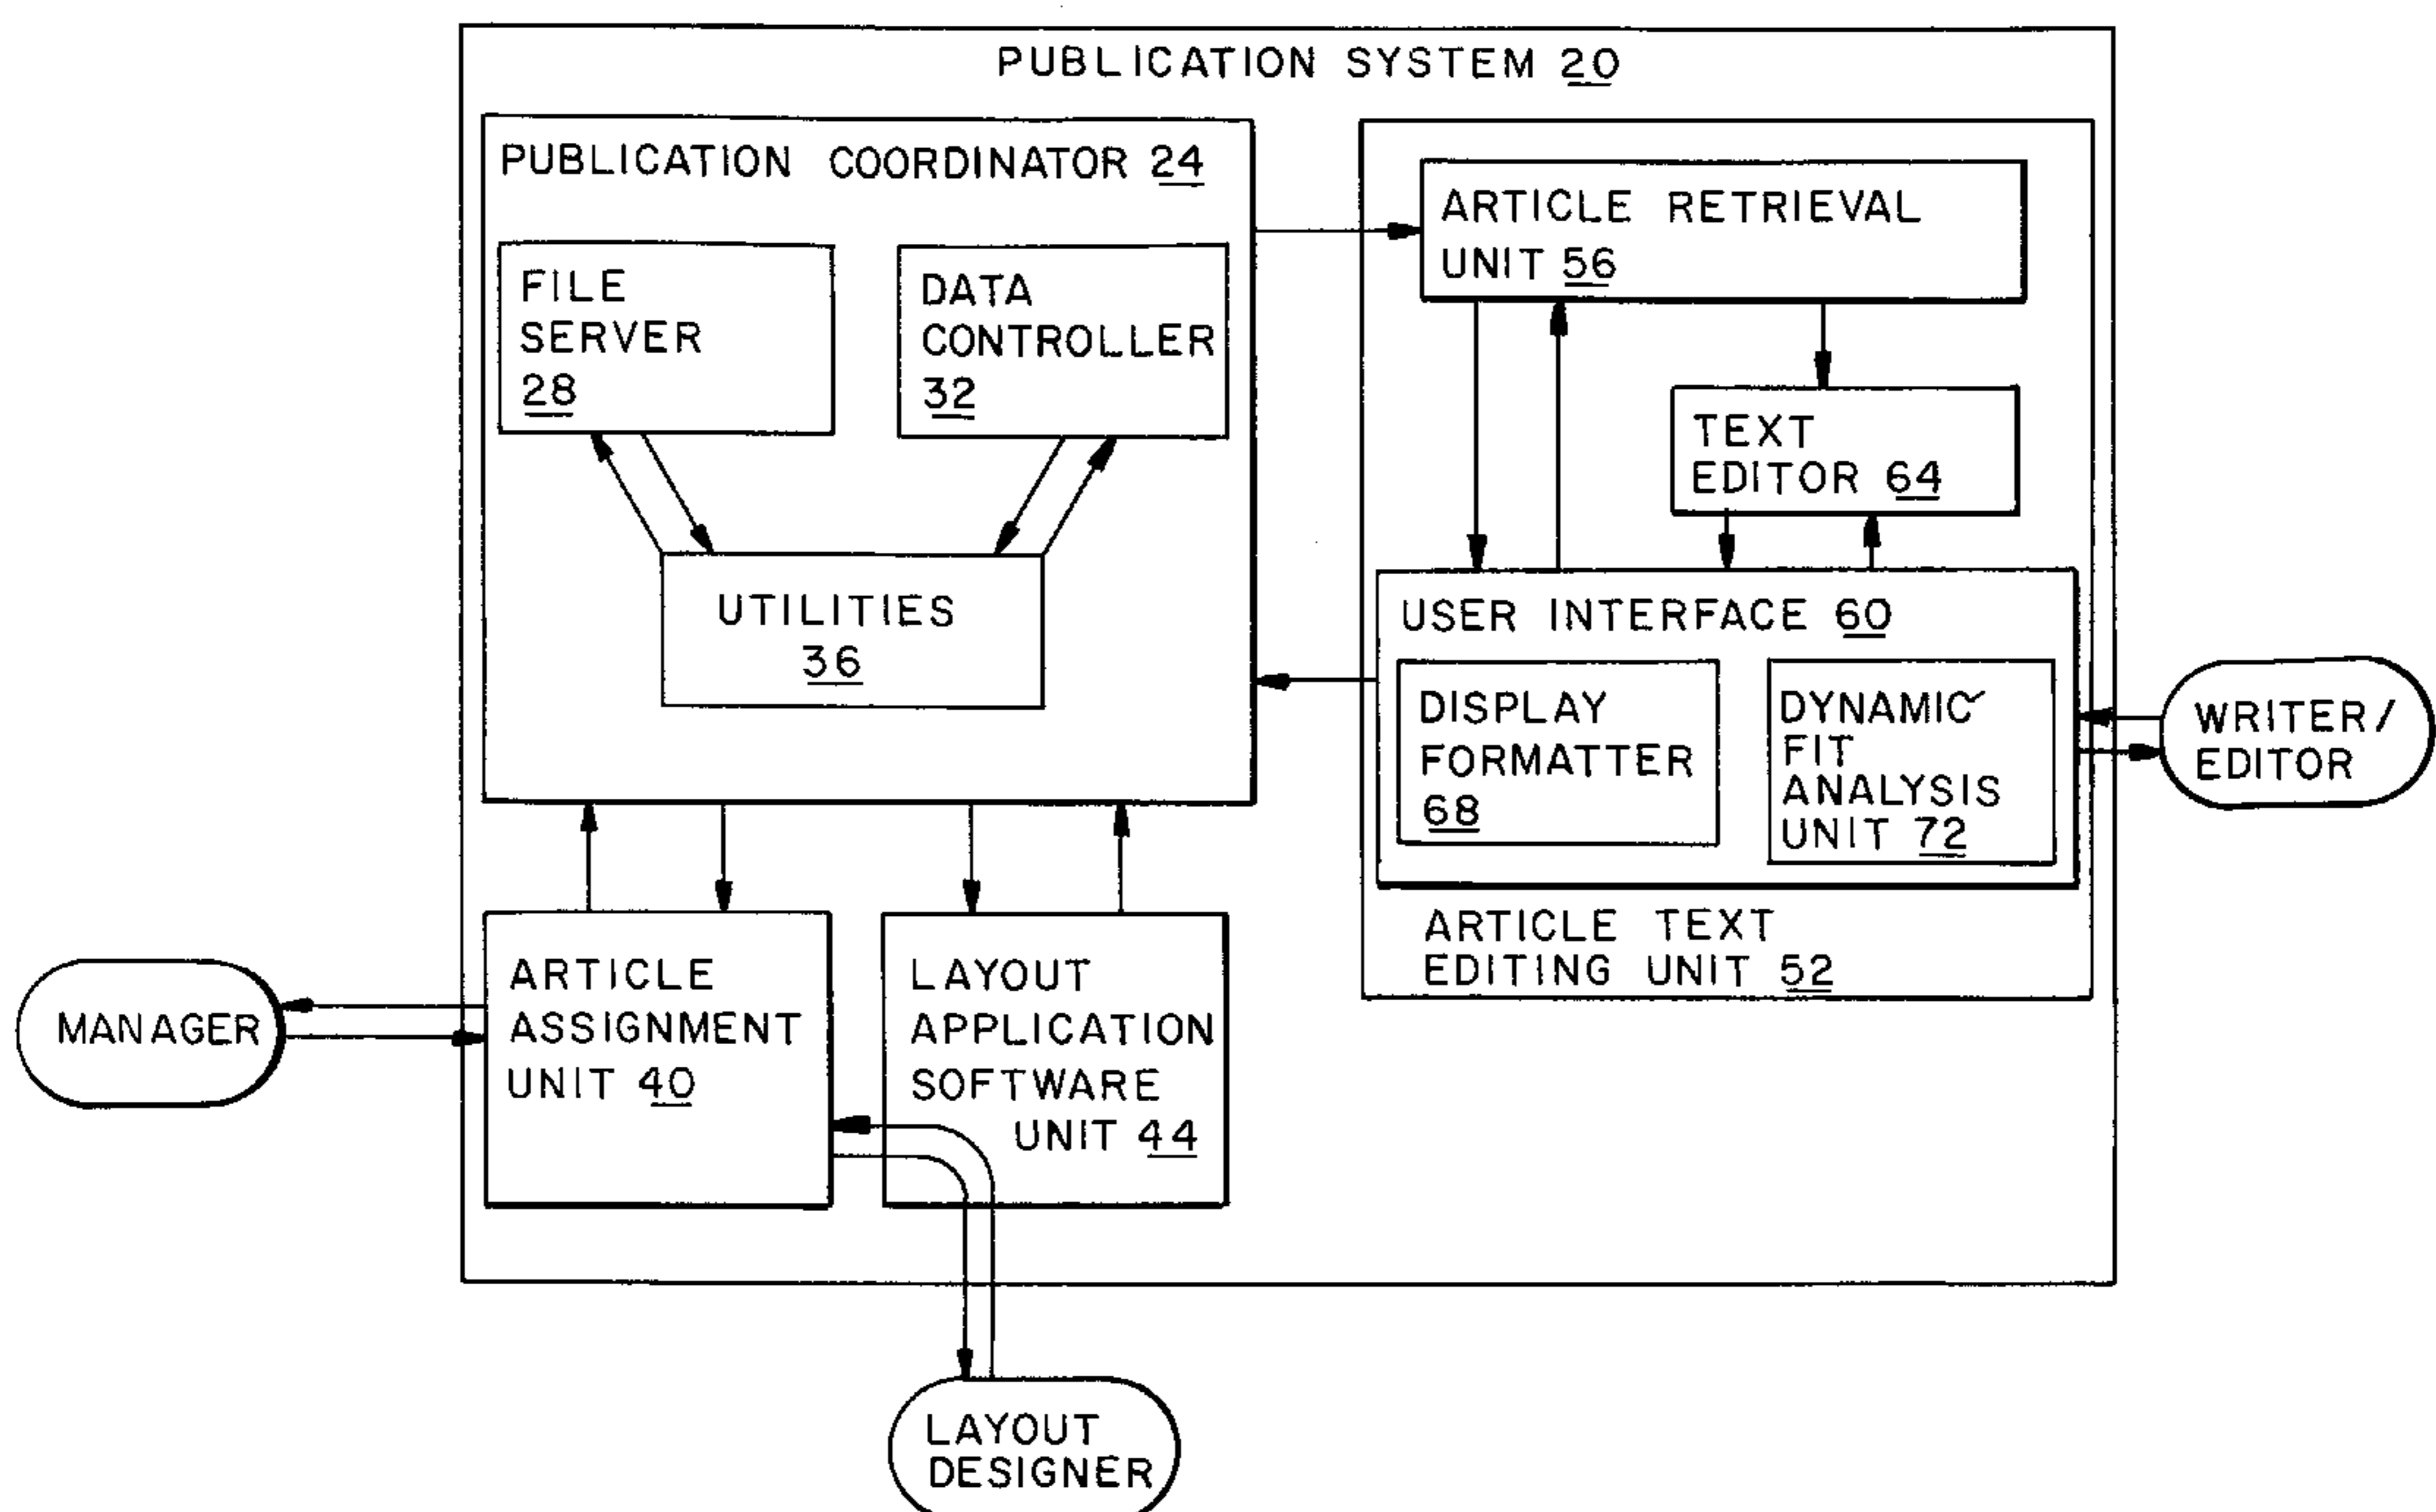 PUBLICATION SYSTEM 20
PUBLICATION COORDINATOR 24
FILE
SERVER
28
DATA
CONTROLLER
32
UTILITIES
36
ARTICLE RETRIEVAL
UNIT 56
TEXT
EDITOR 64
USER INTERFACE 60
DISPLAY
FORMATTER
68
DYNAMIC
FIT
ANALYSIS
UNIT 72
ARTICLE TEXT
EDITING UNIT 52
WRITER/
EDITOR
MANAGER
ARTICLE
ASSIGNMENT
UNIT 40
LAYOUT
APPLICATION
SOFTWARE
UNIT 44
LAYOUT
DESIGNER